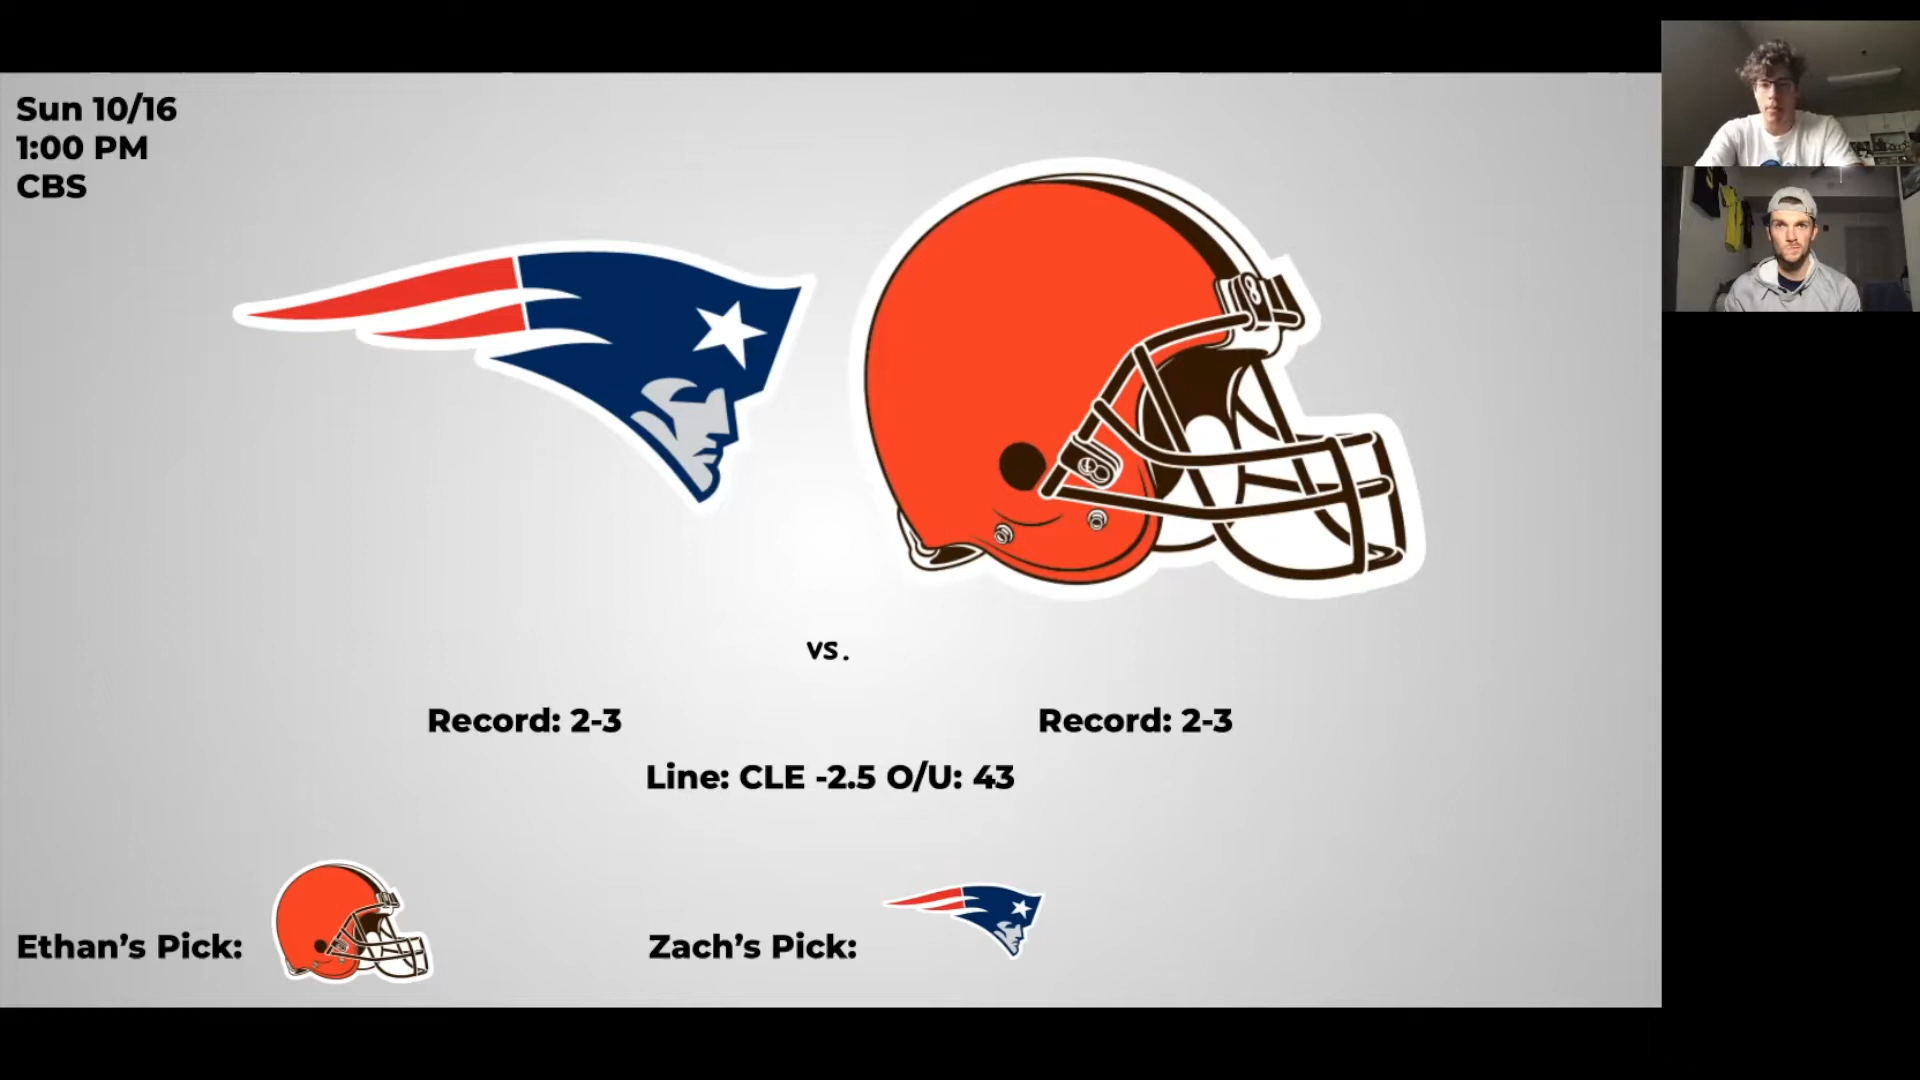 Sun 10/16
1:00 PM
CBS
vs.
Record: 2-3
Record: 2-3
Line: CLE -2.5 O/U: 43
Ethan's Pick:
Zach's Pick: